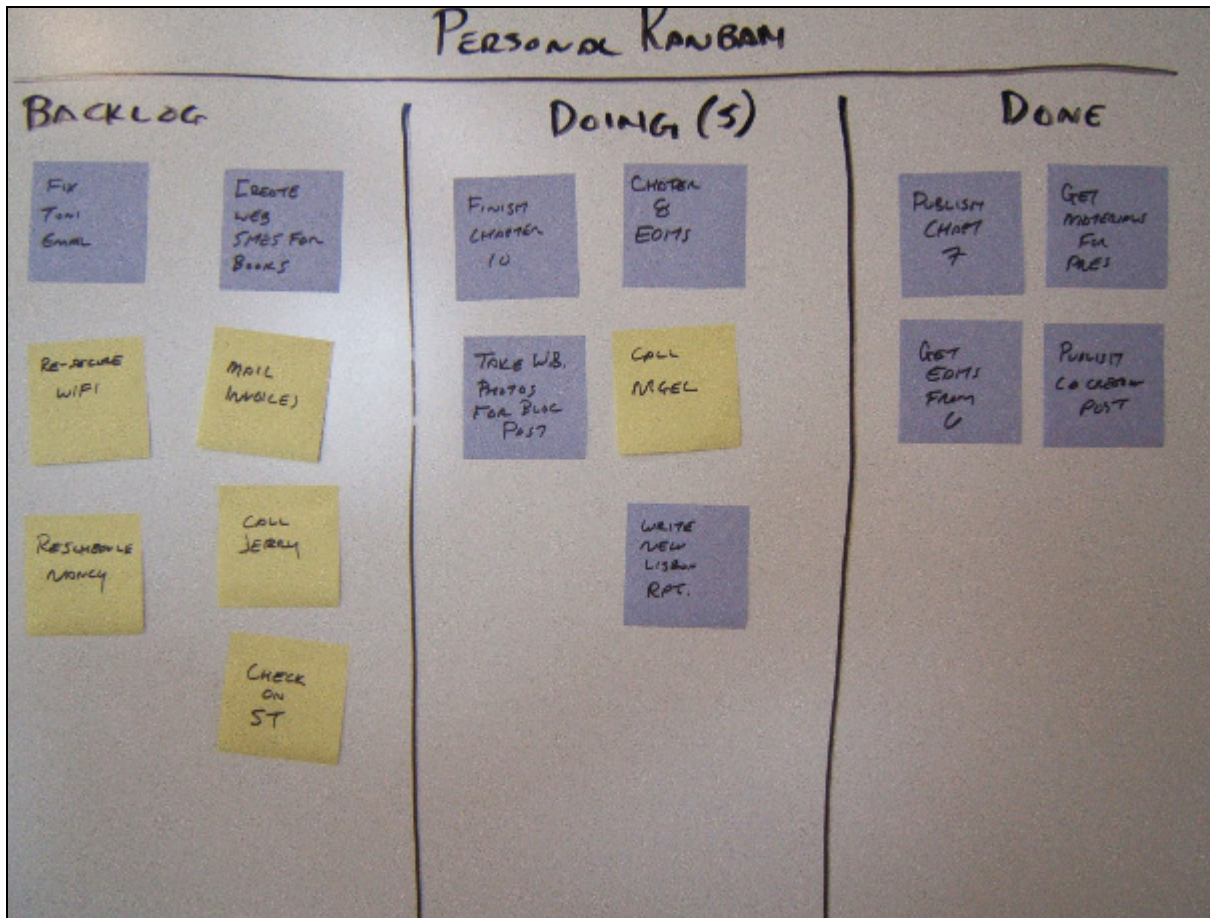 PERSONAL KANBAN
BACKLOG
FIX
TONI
EMAIL
CREATE
WEB
SITES FOR
BOOKS
RE-SECURE
WIFI
MAIL
INVOICES
RESCHEDULE
NANCY
CALL
JERRY
CHECK
ON
ST
DOING (5)
FINISH
CHAPTER
10
CHAPTER
8
EDITS
TAKE W.B.
PHOTOS
FOR BLOG
POST
CALL
NIGEL
WRITE
NEW
LISBON
RPT.
DONE
PUBLISH
CHAPT
7
GET
MATERIALS
FOR
PRES
GET
EDITS
FROM
PUBLISH
CO CREATION
POST